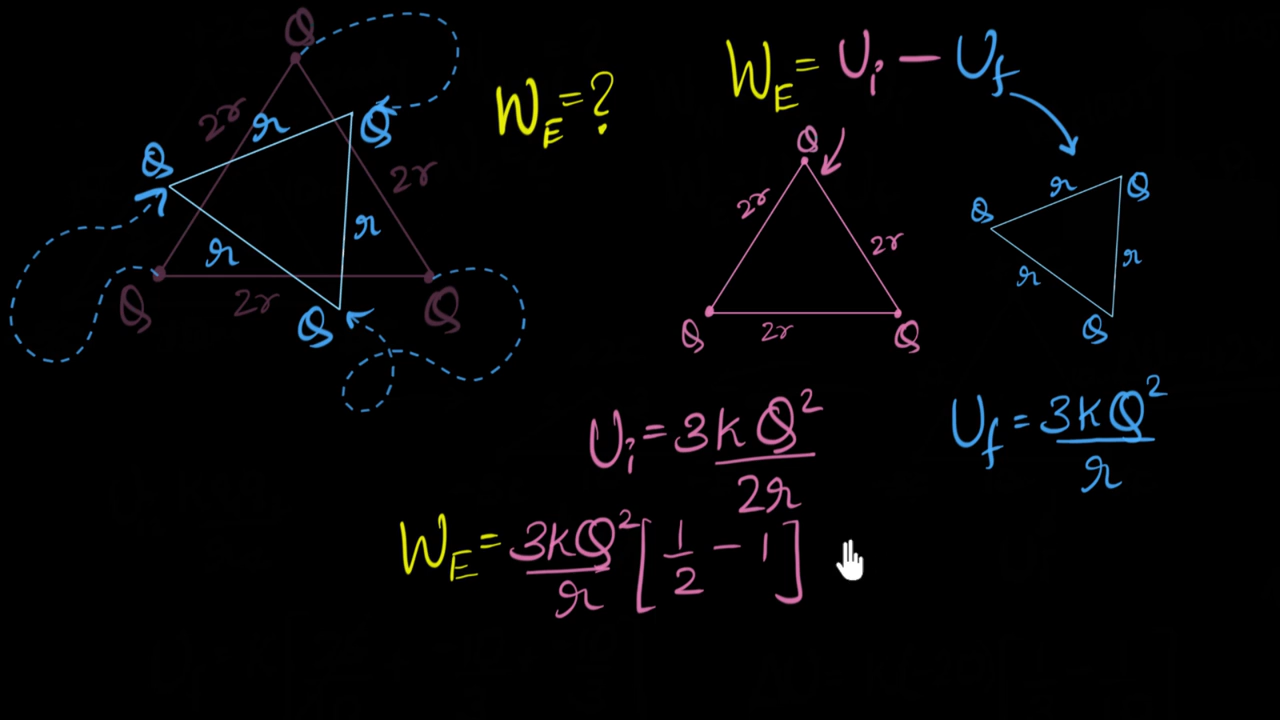 Q
2r
r
Q
Q
2r
r
r
Q
2r
Q
Q
W_E = ?
W_E = U_i − U_f
Q
2r
2r
Q
2r
Q
r
Q
Q
r
r
Q
U_i = 3kQ²/2r
U_f = 3kQ²/r
W_E = 3kQ²/r [1/2 − 1]